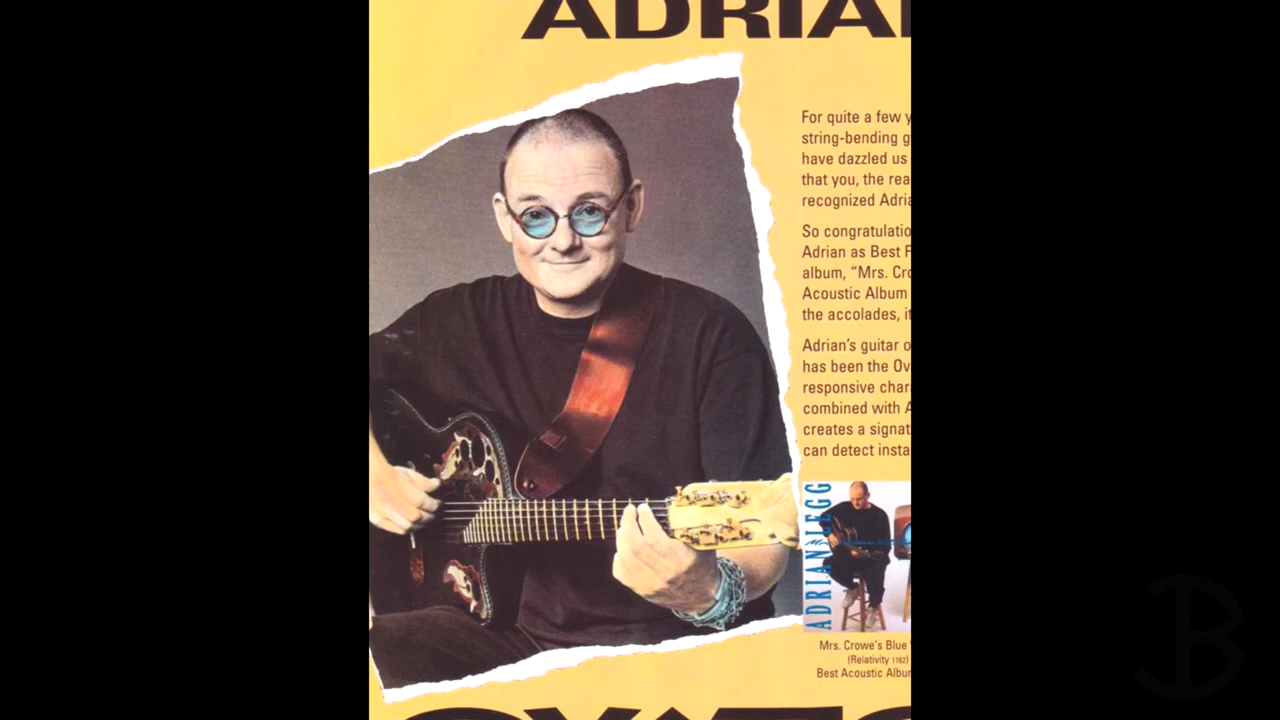 ADRIA
For quite a few y
string-bending g
have dazzled us
that you, the rea
recognized Adria
So congratulatio
Adrian as Best F
album, "Mrs. Cro
Acoustic Album
the accolades, it
Adrian's guitar o
has been the Ov
responsive char
combined with A
creates a signat
can detect insta
ADRIAN LEGG
Mrs. Crowe's Blue
(Relativity 1162)
Best Acoustic Album